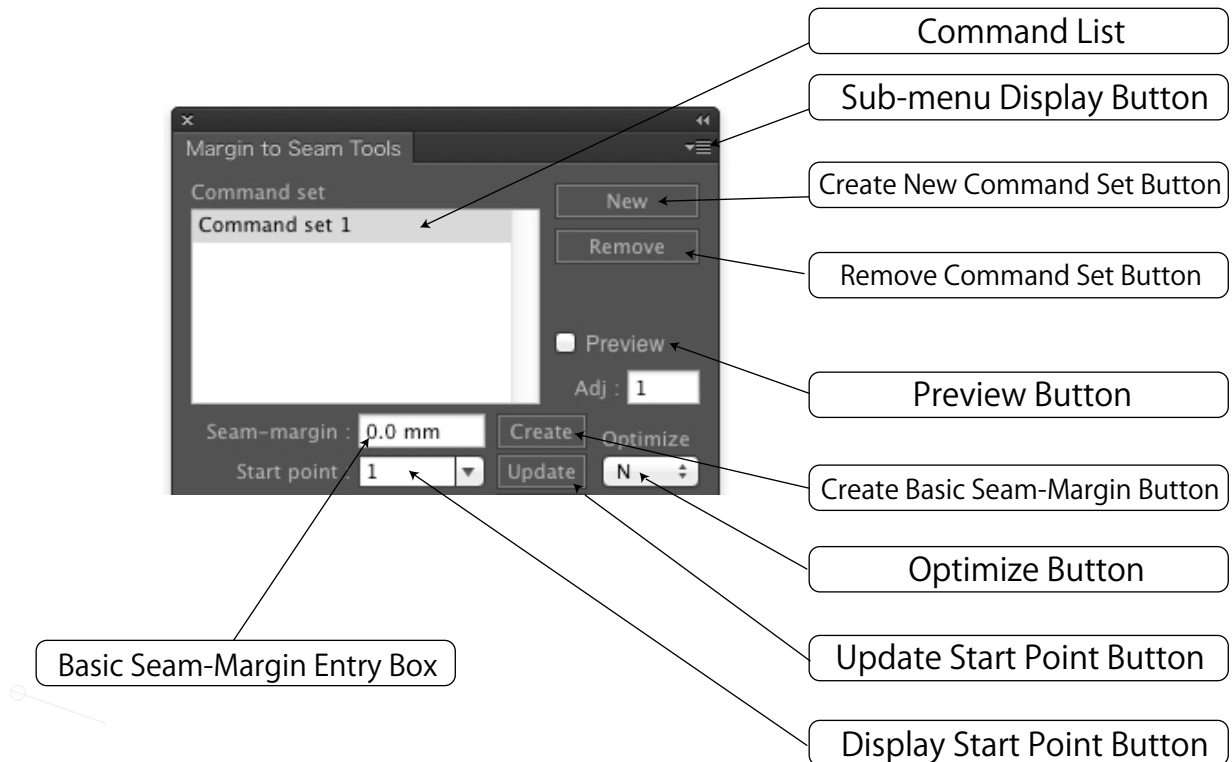 Command List
Sub-menu Display Button
Margin to Seam Tools
Command set
New
Create New Command Set Button
Command set 1
Remove
Remove Command Set Button
Preview
Adj : 1
Preview Button
Seam-margin : 0.0 mm Create Optimize
Start point : 1 Update N
Create Basic Seam-Margin Button
Optimize Button
Basic Seam-Margin Entry Box
Update Start Point Button
Display Start Point Button